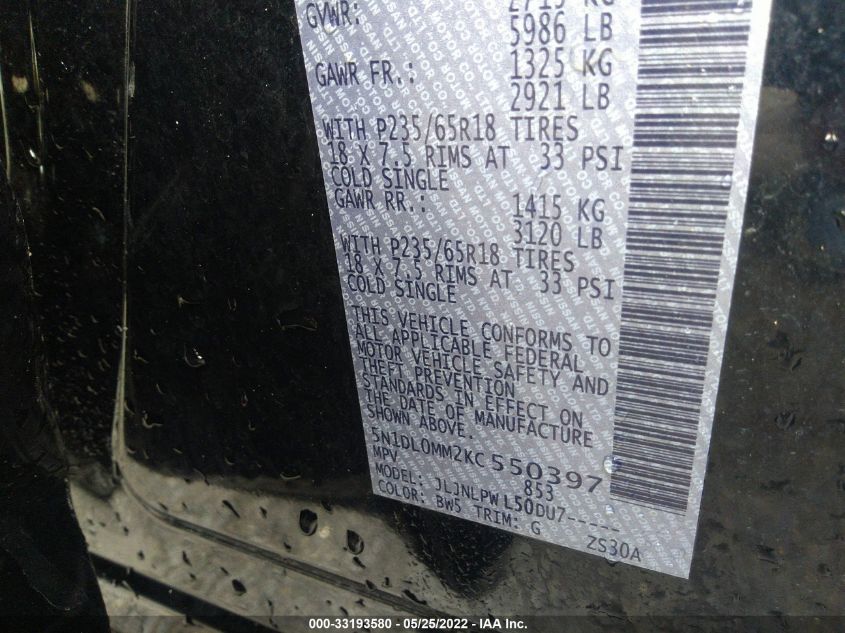 GVWR: 2715 KG
5986 LB
GAWR FR.: 1325 KG
2921 LB
WITH P235/65R18 TIRES
18 X 7.5 RIMS AT 33 PSI
COLD SINGLE
GAWR RR.: 1415 KG
3120 LB
WITH P235/65R18 TIRES
18 X 7.5 RIMS AT 33 PSI
COLD SINGLE
THIS VEHICLE CONFORMS TO
ALL APPLICABLE FEDERAL
MOTOR VEHICLE SAFETY AND
THEFT PREVENTION
STANDARDS IN EFFECT ON
THE DATE OF MANUFACTURE
SHOWN ABOVE.
5N1DL0MM2KC550397
MPV 853
MODEL: JLJNLPWL50DU7-----
COLOR: BW5 TRIM: G ZS30A
000-33193580 - 05/25/2022 - IAA Inc.